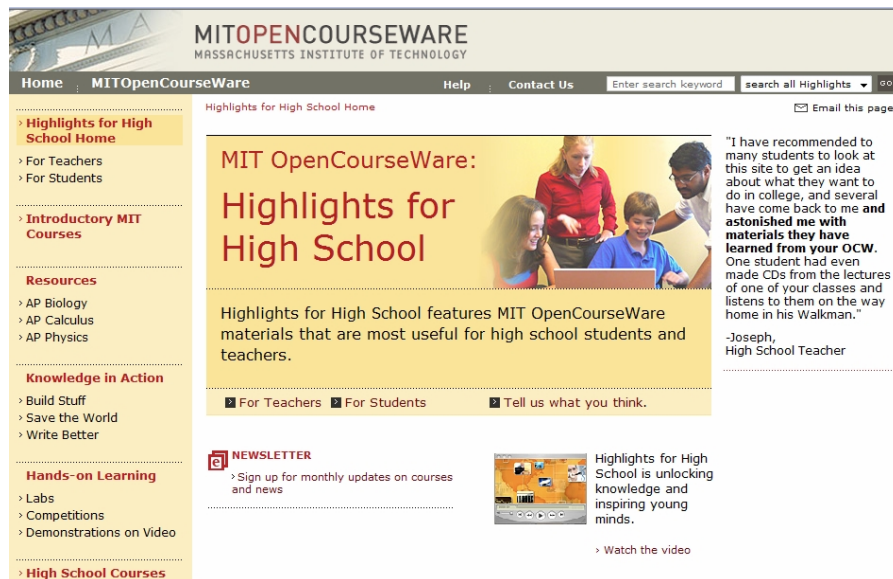 MITOPENCOURSEWARE
MASSACHUSETTS INSTITUTE OF TECHNOLOGY
Home MITOpenCourseWare Help Contact Us Enter search keyword search all Highlights GO
› Highlights for High
School Home
› For Teachers
› For Students
› Introductory MIT
Courses
Resources
› AP Biology
› AP Calculus
› AP Physics
Knowledge in Action
› Build Stuff
› Save the World
› Write Better
Hands-on Learning
› Labs
› Competitions
› Demonstrations on Video
› High School Courses
Highlights for High School Home
Email this page
MIT OpenCourseWare:
Highlights for
High School
Highlights for High School features MIT OpenCourseWare
materials that are most useful for high school students and
teachers.
For Teachers For Students Tell us what you think.
NEWSLETTER
› Sign up for monthly updates on courses
and news
Highlights for High
School is unlocking
knowledge and
inspiring young
minds.
› Watch the video
"I have recommended to
many students to look at
this site to get an idea
about what they want to
do in college, and several
have come back to me and
astonished me with
materials they have
learned from your OCW.
One student had even
made CDs from the lectures
of one of your classes and
listens to them on the way
home in his Walkman."
-Joseph,
High School Teacher